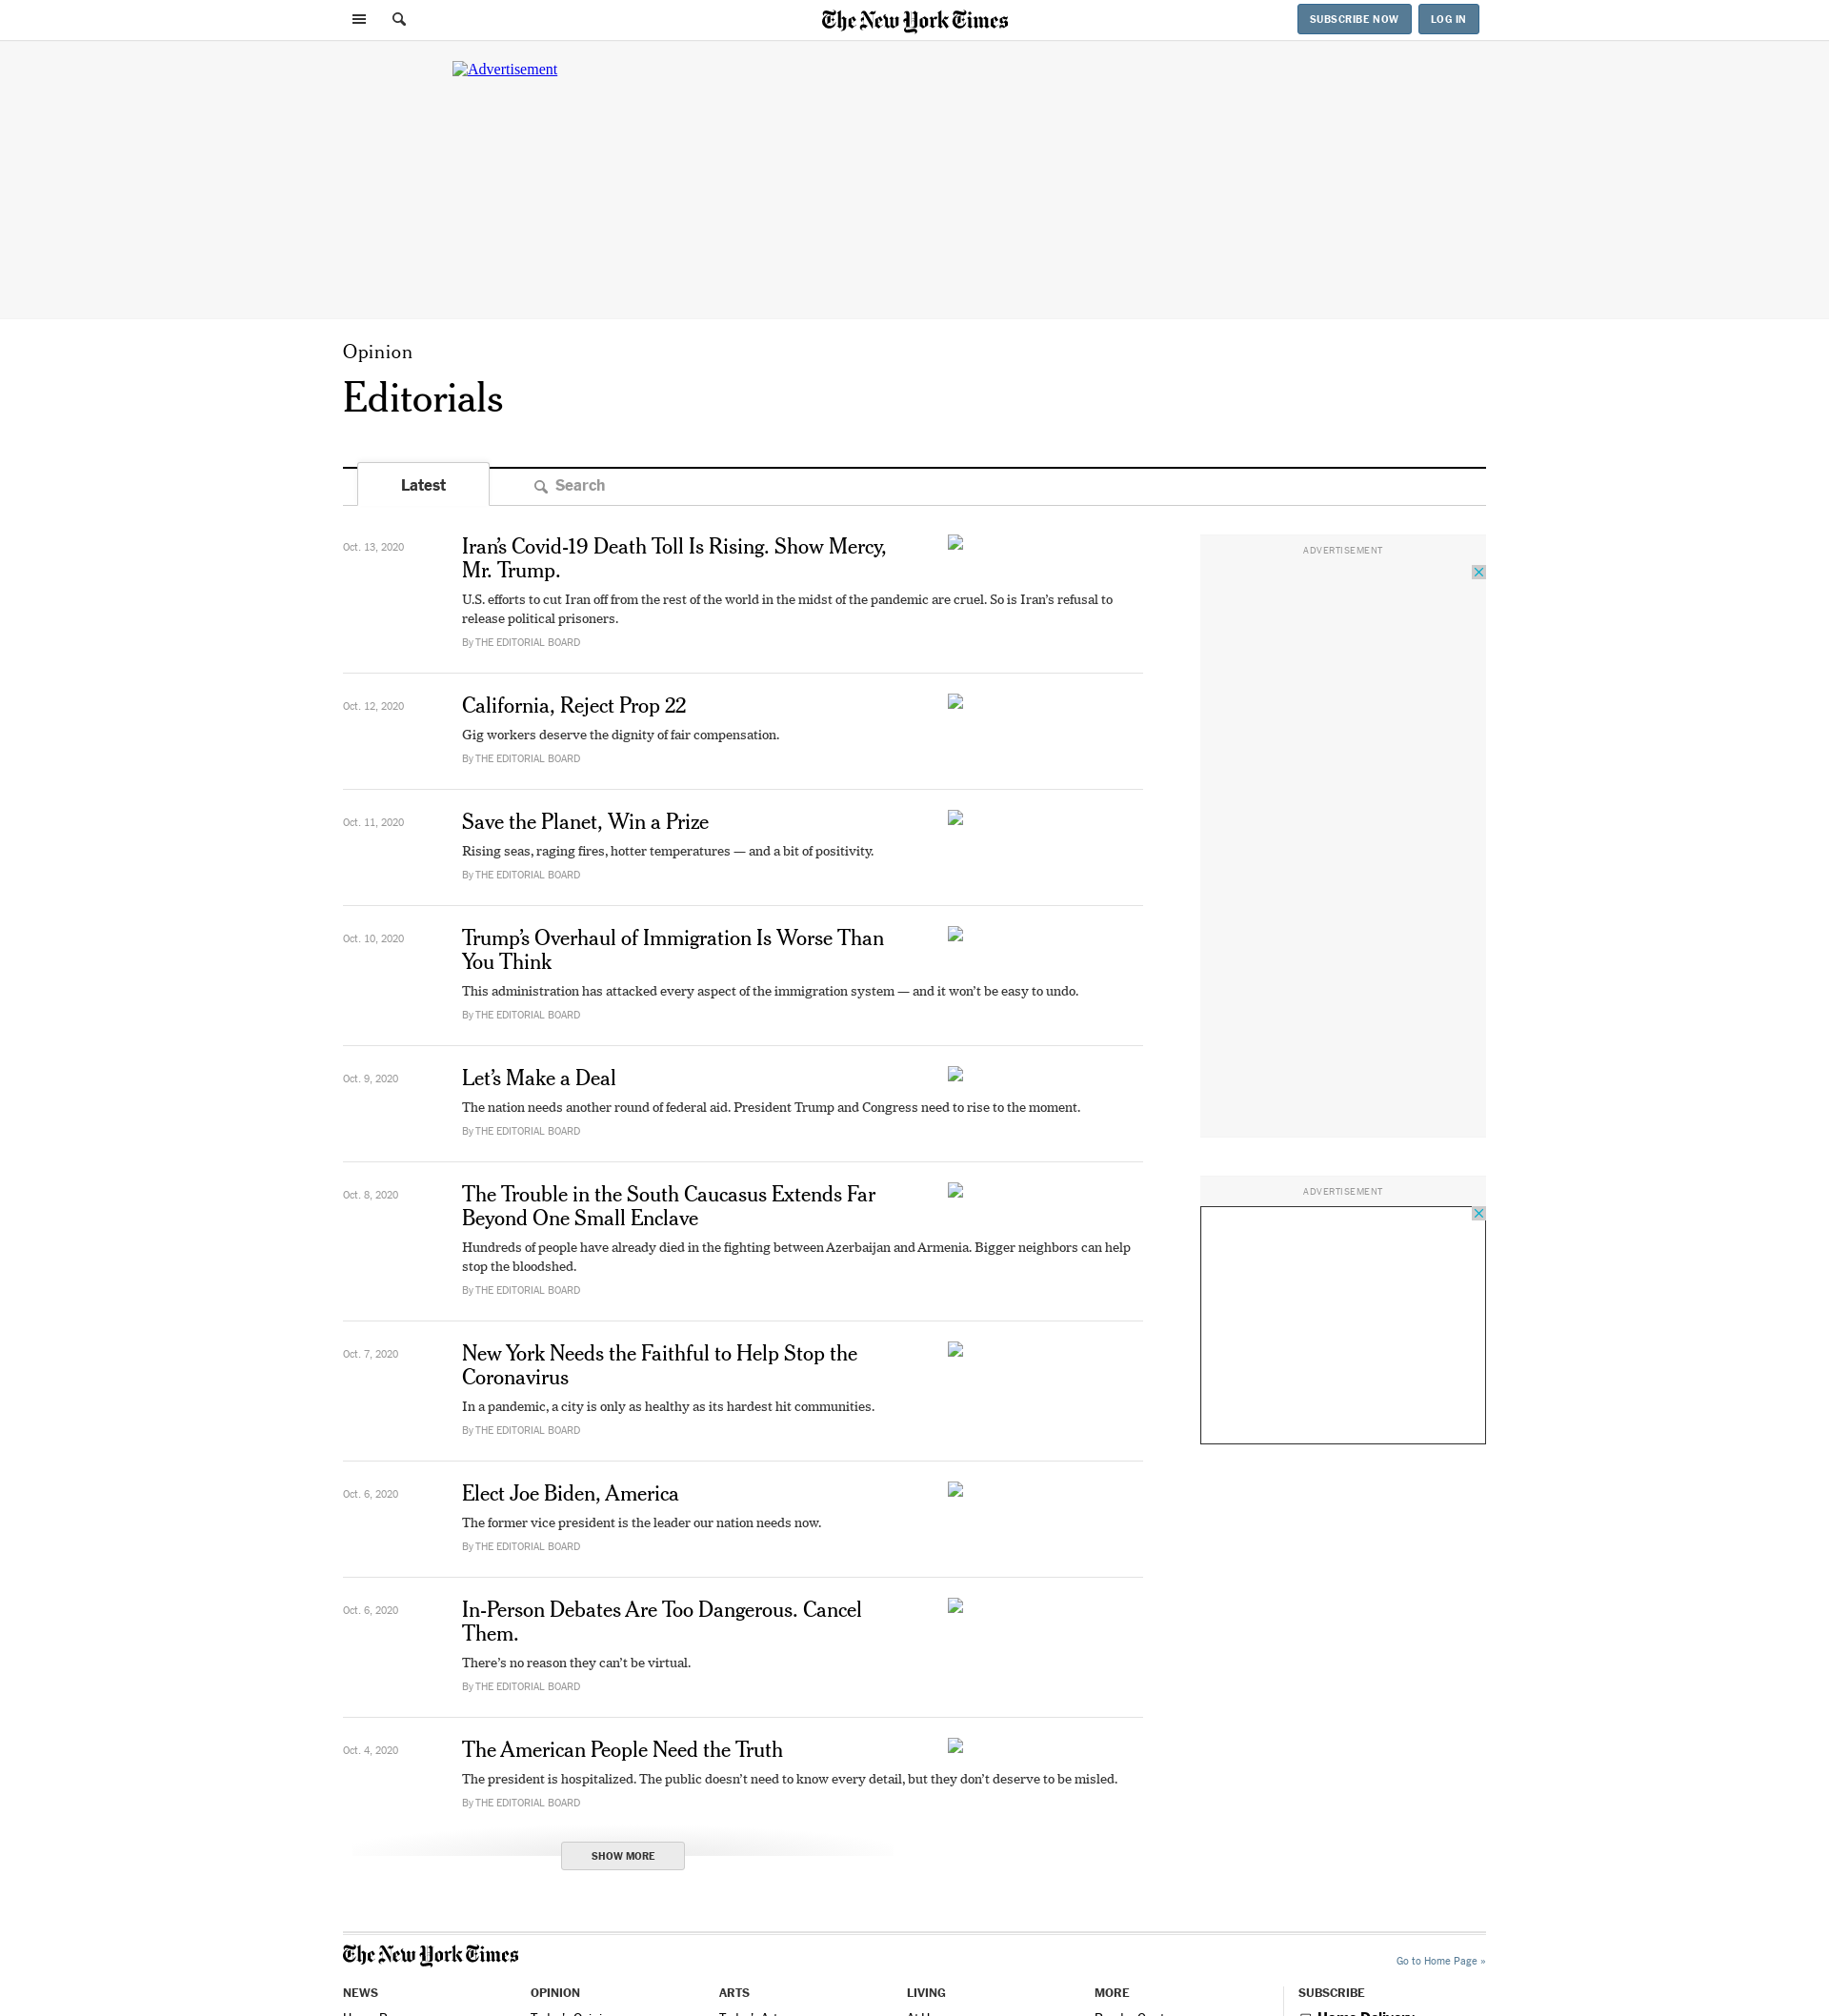 The New York Times
SUBSCRIBE NOW
LOG IN
Advertisement
Opinion
Editorials
Latest
Search
Oct. 13, 2020
Iran’s Covid-19 Death Toll Is Rising. Show Mercy,
Mr. Trump.
U.S. efforts to cut Iran off from the rest of the world in the midst of the pandemic are cruel. So is Iran’s refusal to
release political prisoners.
By THE EDITORIAL BOARD
ADVERTISEMENT
Oct. 12, 2020
California, Reject Prop 22
Gig workers deserve the dignity of fair compensation.
By THE EDITORIAL BOARD
Oct. 11, 2020
Save the Planet, Win a Prize
Rising seas, raging fires, hotter temperatures — and a bit of positivity.
By THE EDITORIAL BOARD
Oct. 10, 2020
Trump’s Overhaul of Immigration Is Worse Than
You Think
This administration has attacked every aspect of the immigration system — and it won’t be easy to undo.
By THE EDITORIAL BOARD
Oct. 9, 2020
Let’s Make a Deal
The nation needs another round of federal aid. President Trump and Congress need to rise to the moment.
By THE EDITORIAL BOARD
Oct. 8, 2020
The Trouble in the South Caucasus Extends Far
Beyond One Small Enclave
Hundreds of people have already died in the fighting between Azerbaijan and Armenia. Bigger neighbors can help
stop the bloodshed.
By THE EDITORIAL BOARD
ADVERTISEMENT
Oct. 7, 2020
New York Needs the Faithful to Help Stop the
Coronavirus
In a pandemic, a city is only as healthy as its hardest hit communities.
By THE EDITORIAL BOARD
Oct. 6, 2020
Elect Joe Biden, America
The former vice president is the leader our nation needs now.
By THE EDITORIAL BOARD
Oct. 6, 2020
In-Person Debates Are Too Dangerous. Cancel
Them.
There’s no reason they can’t be virtual.
By THE EDITORIAL BOARD
Oct. 4, 2020
The American People Need the Truth
The president is hospitalized. The public doesn’t need to know every detail, but they don’t deserve to be misled.
By THE EDITORIAL BOARD
SHOW MORE
The New York Times
Go to Home Page »
NEWS
OPINION
ARTS
LIVING
MORE
SUBSCRIBE